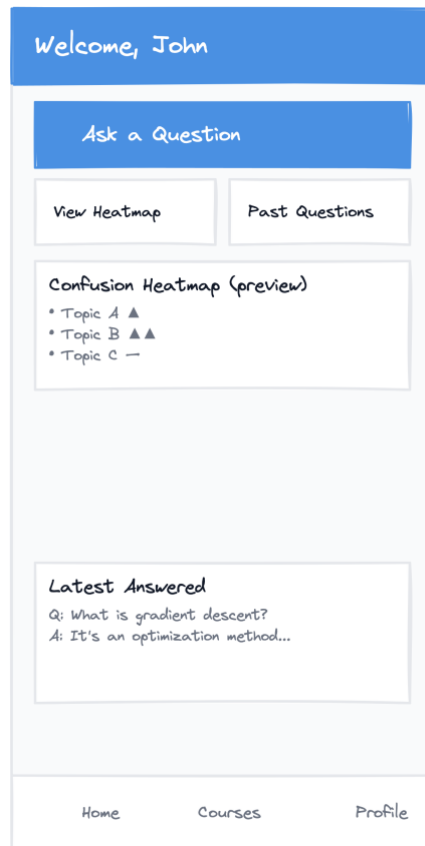 Welcome, John
Ask a Question
View Heatmap
Past Questions
Confusion Heatmap (preview)
• Topic A ▲
• Topic B ▲▲
• Topic C —
Latest Answered
Q: What is gradient descent?
A: It's an optimization method...
Home
Courses
Profile